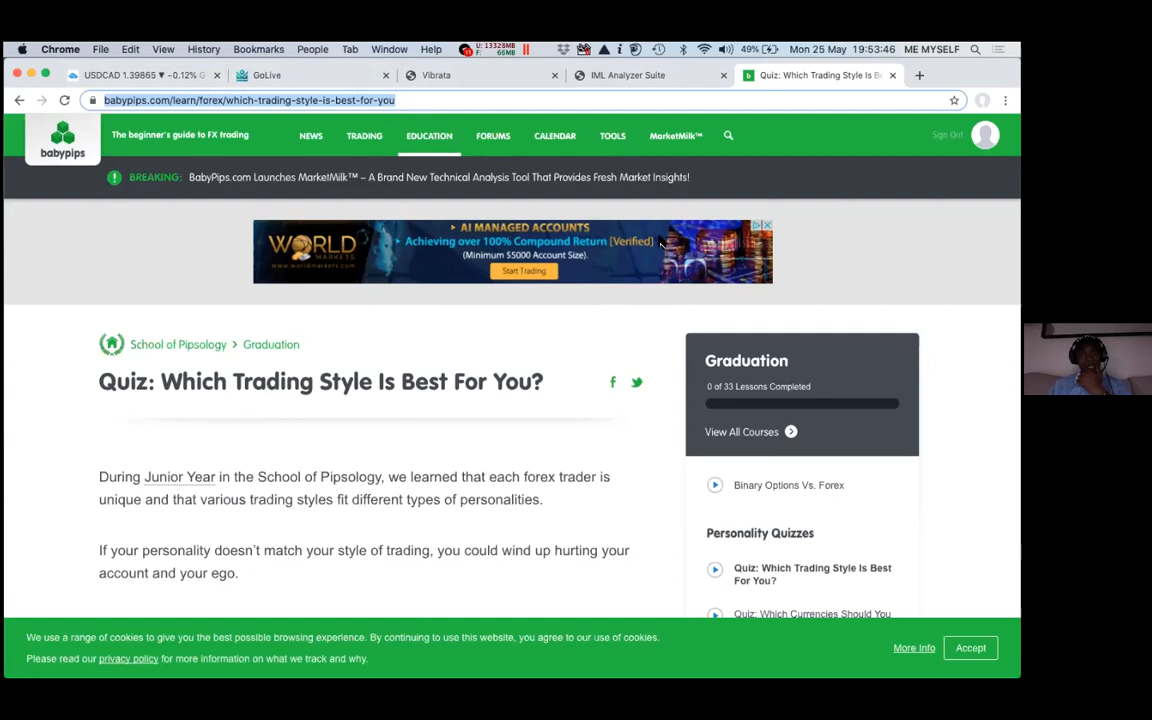 Chrome File Edit View History Bookmarks People Tab Window Help U: 13328MB F: 66MB 49% Mon 25 May 19:53:46 ME MYSELF
USDCAD 1.39865 ▼ -0.12% G GoLive Vibrata IML Analyzer Suite Quiz: Which Trading Style Is B
babypips.com/learn/forex/which-trading-style-is-best-for-you
babypips
The beginner's guide to FX trading
NEWS TRADING EDUCATION FORUMS CALENDAR TOOLS MarketMilk™ Sign Out
BREAKING: BabyPips.com Launches MarketMilk™ – A Brand New Technical Analysis Tool That Provides Fresh Market Insights!
WORLD MARKETS
www.worldmarkets.com
AI MANAGED ACCOUNTS
Achieving over 100% Compound Return [Verified]
(Minimum $5000 Account Size).
Start Trading
School of Pipsology > Graduation
Quiz: Which Trading Style Is Best For You?
During Junior Year in the School of Pipsology, we learned that each forex trader is
unique and that various trading styles fit different types of personalities.
If your personality doesn't match your style of trading, you could wind up hurting your
account and your ego.
Graduation
0 of 33 Lessons Completed
View All Courses
Binary Options Vs. Forex
Personality Quizzes
Quiz: Which Trading Style Is Best
For You?
Quiz: Which Currencies Should You
We use a range of cookies to give you the best possible browsing experience. By continuing to use this website, you agree to our use of cookies.
Please read our privacy policy for more information on what we track and why.
More Info Accept